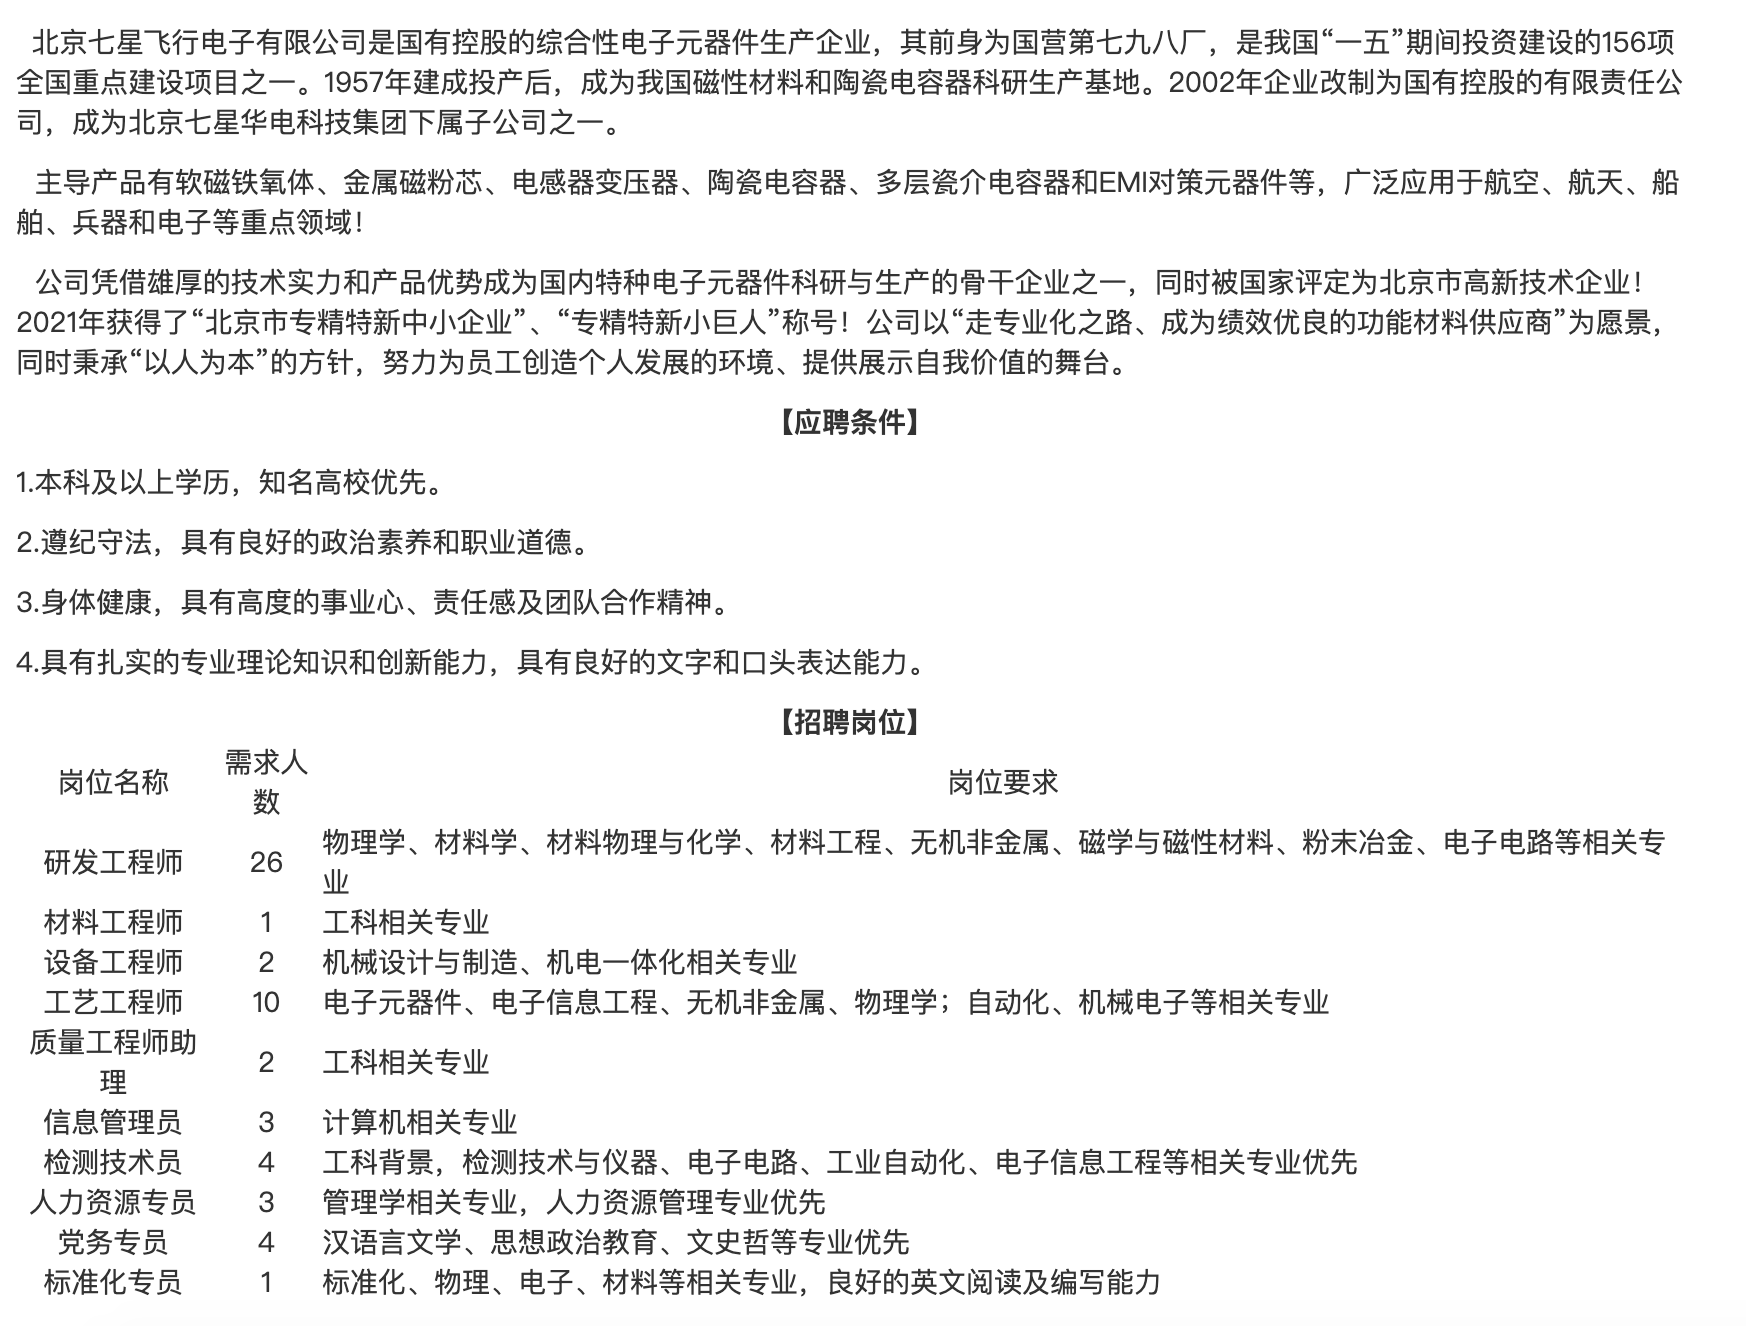 北京七星飞行电子有限公司是国有控股的综合性电子元器件生产企业，其前身为国营第七九八厂，是我国“一五”期间投资建设的156项
全国重点建设项目之一。1957年建成投产后，成为我国磁性材料和陶瓷电容器科研生产基地。2002年企业改制为国有控股的有限责任公
司，成为北京七星华电科技集团下属子公司之一。
主导产品有软磁铁氧体、金属磁粉芯、电感器变压器、陶瓷电容器、多层瓷介电容器和EMI对策元器件等，广泛应用于航空、航天、船
舶、兵器和电子等重点领域！
公司凭借雄厚的技术实力和产品优势成为国内特种电子元器件科研与生产的骨干企业之一，同时被国家评定为北京市高新技术企业！
2021年获得了“北京市专精特新中小企业”、“专精特新小巨人”称号！公司以“走专业化之路、成为绩效优良的功能材料供应商”为愿景，
同时秉承“以人为本”的方针，努力为员工创造个人发展的环境、提供展示自我价值的舞台。
【应聘条件】
1.本科及以上学历，知名高校优先。
2.遵纪守法，具有良好的政治素养和职业道德。
3.身体健康，具有高度的事业心、责任感及团队合作精神。
4.具有扎实的专业理论知识和创新能力，具有良好的文字和口头表达能力。
【招聘岗位】
岗位名称 需求人
数 岗位要求
研发工程师 26 物理学、材料学、材料物理与化学、材料工程、无机非金属、磁学与磁性材料、粉末冶金、电子电路等相关专
业
材料工程师 1 工科相关专业
设备工程师 2 机械设计与制造、机电一体化相关专业
工艺工程师 10 电子元器件、电子信息工程、无机非金属、物理学；自动化、机械电子等相关专业
质量工程师助
理 2 工科相关专业
信息管理员 3 计算机相关专业
检测技术员 4 工科背景，检测技术与仪器、电子电路、工业自动化、电子信息工程等相关专业优先
人力资源专员 3 管理学相关专业，人力资源管理专业优先
党务专员 4 汉语言文学、思想政治教育、文史哲等专业优先
标准化专员 1 标准化、物理、电子、材料等相关专业，良好的英文阅读及编写能力